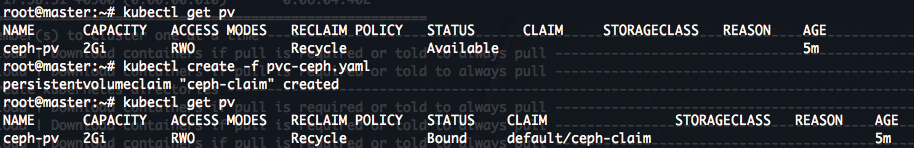 root@master:~# kubectl get pv
NAME CAPACITY ACCESS MODES RECLAIM POLICY STATUS CLAIM STORAGECLASS REASON AGE
ceph-pv 2Gi RWO Recycle Available 5m
root@master:~# kubectl create -f pvc-ceph.yaml
persistentvolumeclaim "ceph-claim" created
root@master:~# kubectl get pv
NAME CAPACITY ACCESS MODES RECLAIM POLICY STATUS CLAIM STORAGECLASS REASON AGE
ceph-pv 2Gi RWO Recycle Bound default/ceph-claim 5m